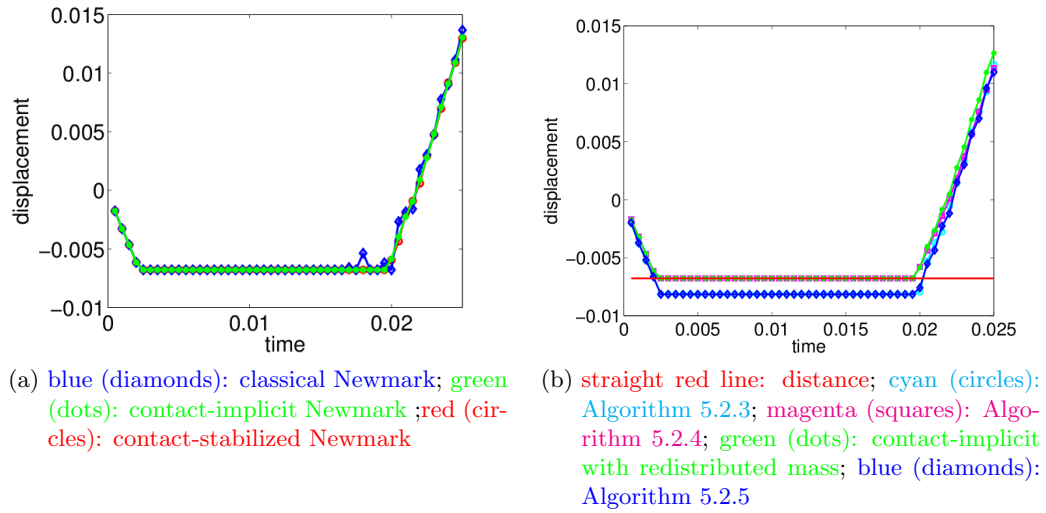 0.015
0.01
0.005
0
−0.005
−0.01
displacement
0
0.01
0.02
time
(a) blue (diamonds): classical Newmark; green
(dots): contact-implicit Newmark ;red (cir-
cles): contact-stabilized Newmark
0.015
0.01
0.005
0
−0.005
−0.01
displacement
0
0.005
0.01
0.015
0.02
0.025
time
(b) straight red line: distance; cyan (circles):
Algorithm 5.2.3; magenta (squares): Algo-
rithm 5.2.4; green (dots): contact-implicit
with redistributed mass; blue (diamonds):
Algorithm 5.2.5